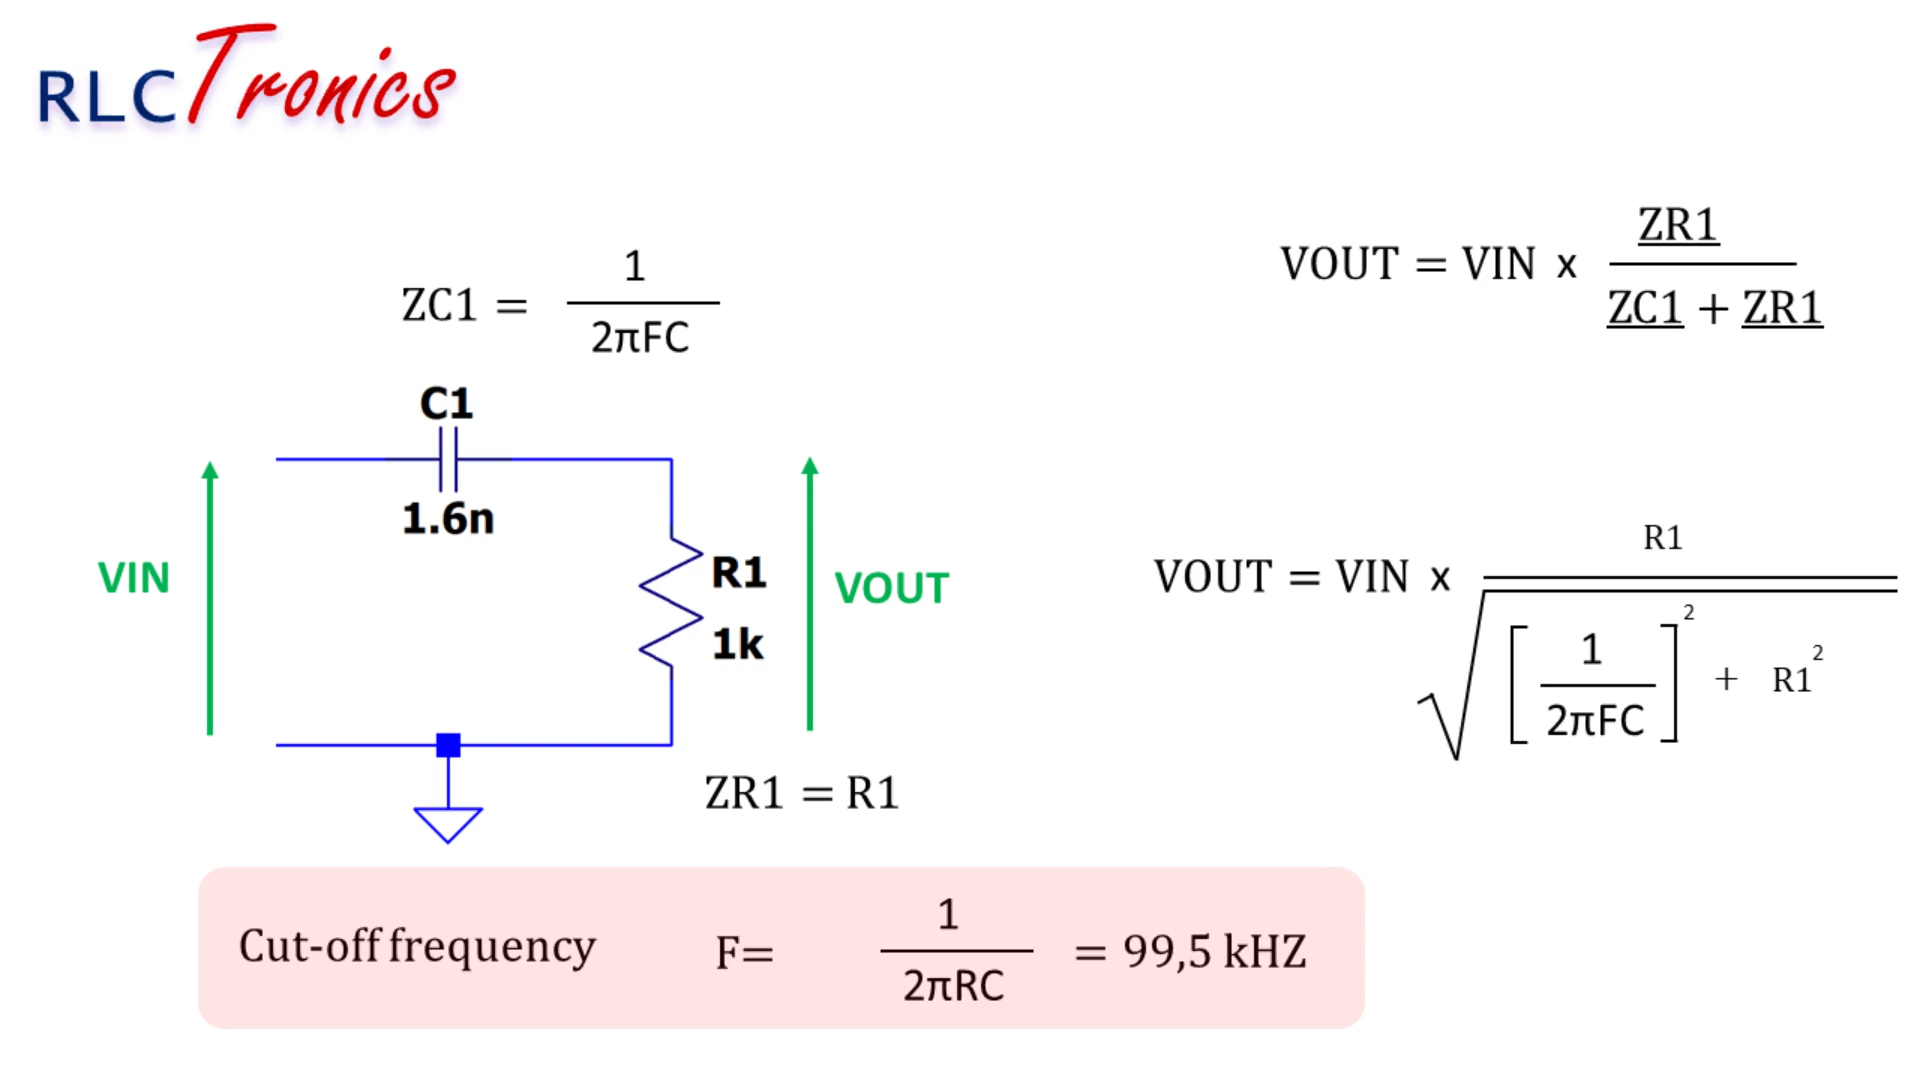 RLCTronics
ZC1 = 1
2πFC
C1
1.6n
R1
1k
VIN
VOUT
ZR1 = R1
VOUT = VIN x ZR1
ZC1 + ZR1
VOUT = VIN x R1
√ [ 1
2πFC ]² + R1²
Cut-off frequency F= 1
2πRC = 99,5 kHZ